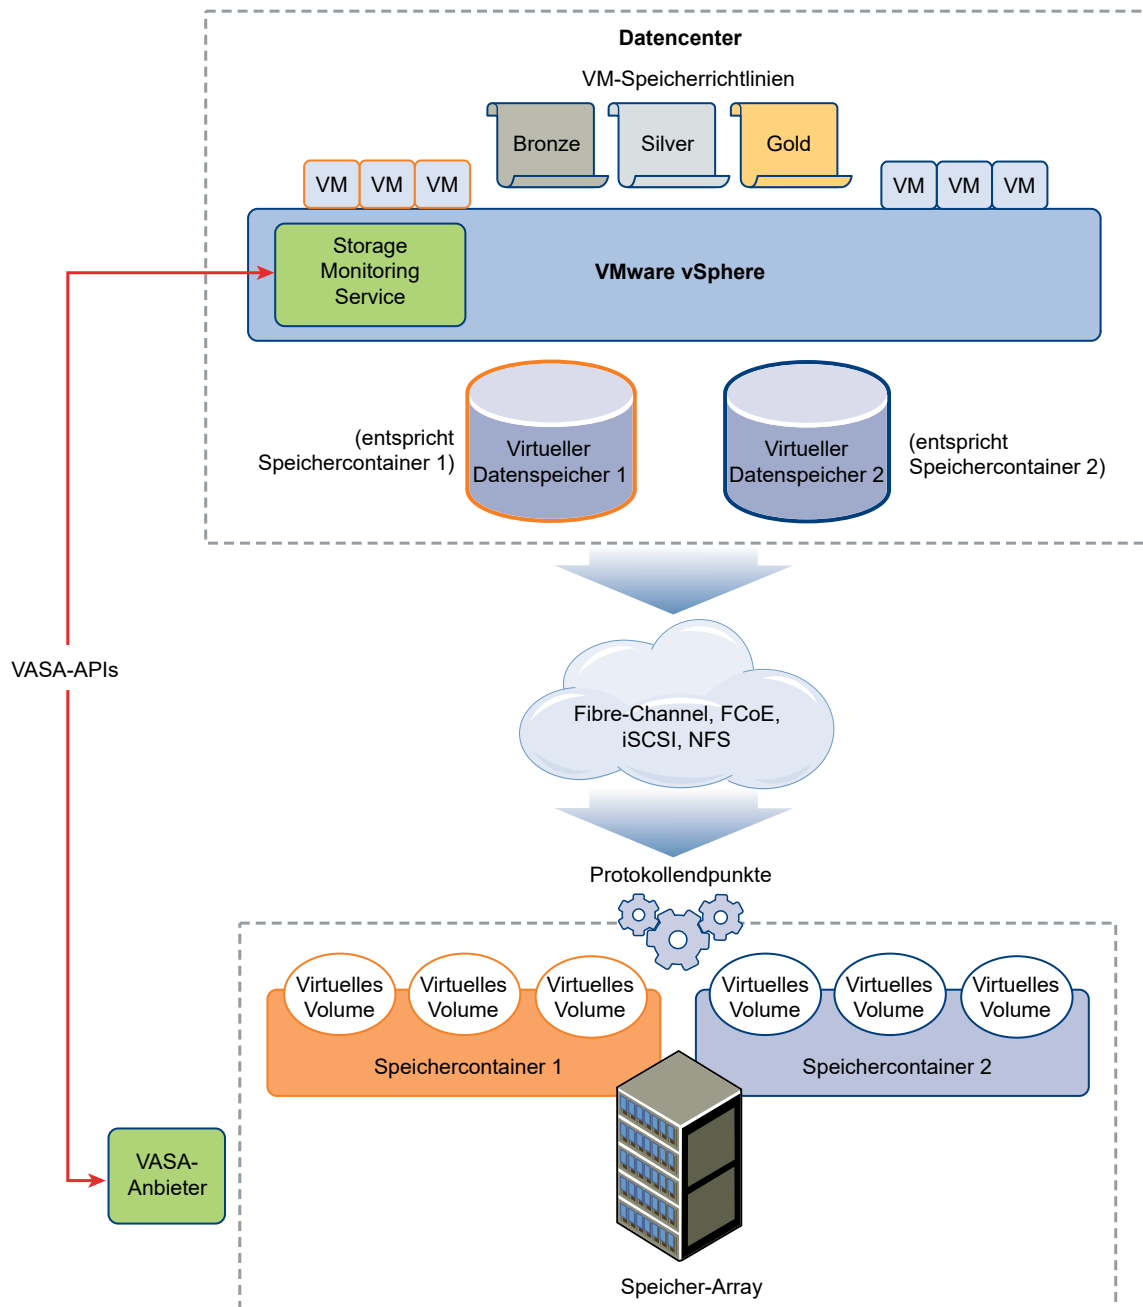 Datencenter
VM-Speicherrichtlinien
Bronze
Silver
Gold
VM
VM
VM
VM
VM
VM
Storage
Monitoring
Service
VMware vSphere
(entspricht
Speichercontainer 1)
Virtueller
Datenspeicher 1
Virtueller
Datenspeicher 2
(entspricht
Speichercontainer 2)
VASA-APIs
Fibre-Channel, FCoE,
iSCSI, NFS
Protokollendpunkte
Virtuelles
Volume
Virtuelles
Volume
Virtuelles
Volume
Virtuelles
Volume
Virtuelles
Volume
Virtuelles
Volume
Speichercontainer 1
Speichercontainer 2
VASA-
Anbieter
Speicher-Array